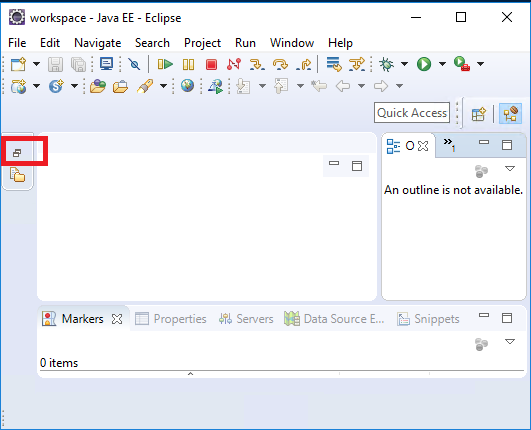 workspace - Java EE - Eclipse
File Edit Navigate Search Project Run Window Help
Quick Access
O
»1
An outline is not available.
Markers Properties Servers Data Source E... Snippets
0 items